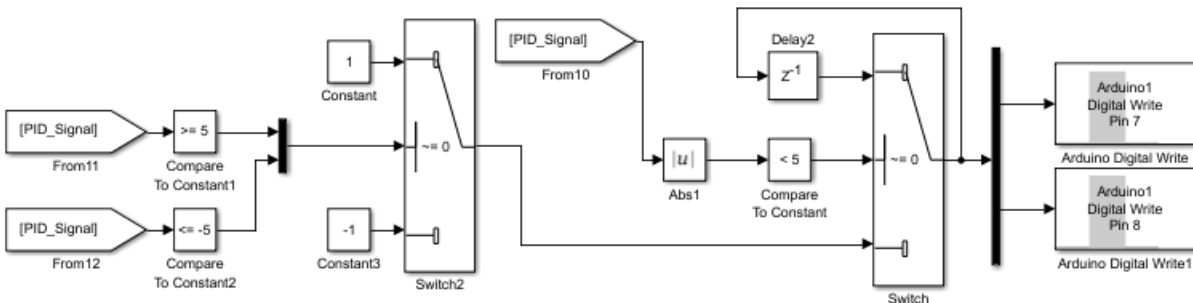 [PID_Signal]
From11
>= 5
Compare
To Constant1
[PID_Signal]
From12
<= -5
Compare
To Constant2
1
Constant
-1
Constant3
~= 0
Switch2
[PID_Signal]
From10
|u|
Abs1
Delay2
z-1
< 5
Compare
To Constant
~= 0
Switch
Arduino1
Digital Write
Pin 7
Arduino Digital Write
Arduino1
Digital Write
Pin 8
Arduino Digital Write1